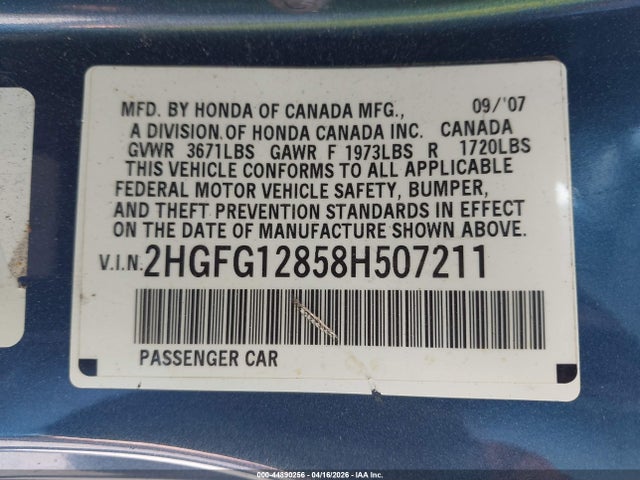 MFD. BY HONDA OF CANADA MFG., 09/'07
A DIVISION OF HONDA CANADA INC. CANADA
GVWR 3671LBS GAWR F 1973LBS R 1720LBS
THIS VEHICLE CONFORMS TO ALL APPLICABLE
FEDERAL MOTOR VEHICLE SAFETY, BUMPER,
AND THEFT PREVENTION STANDARDS IN EFFECT
ON THE DATE OF MANUFACTURE SHOWN ABOVE.
V.I.N. 2HGFG12858H507211
PASSENGER CAR
000-44890266 - 04/16/2026 - IAA Inc.